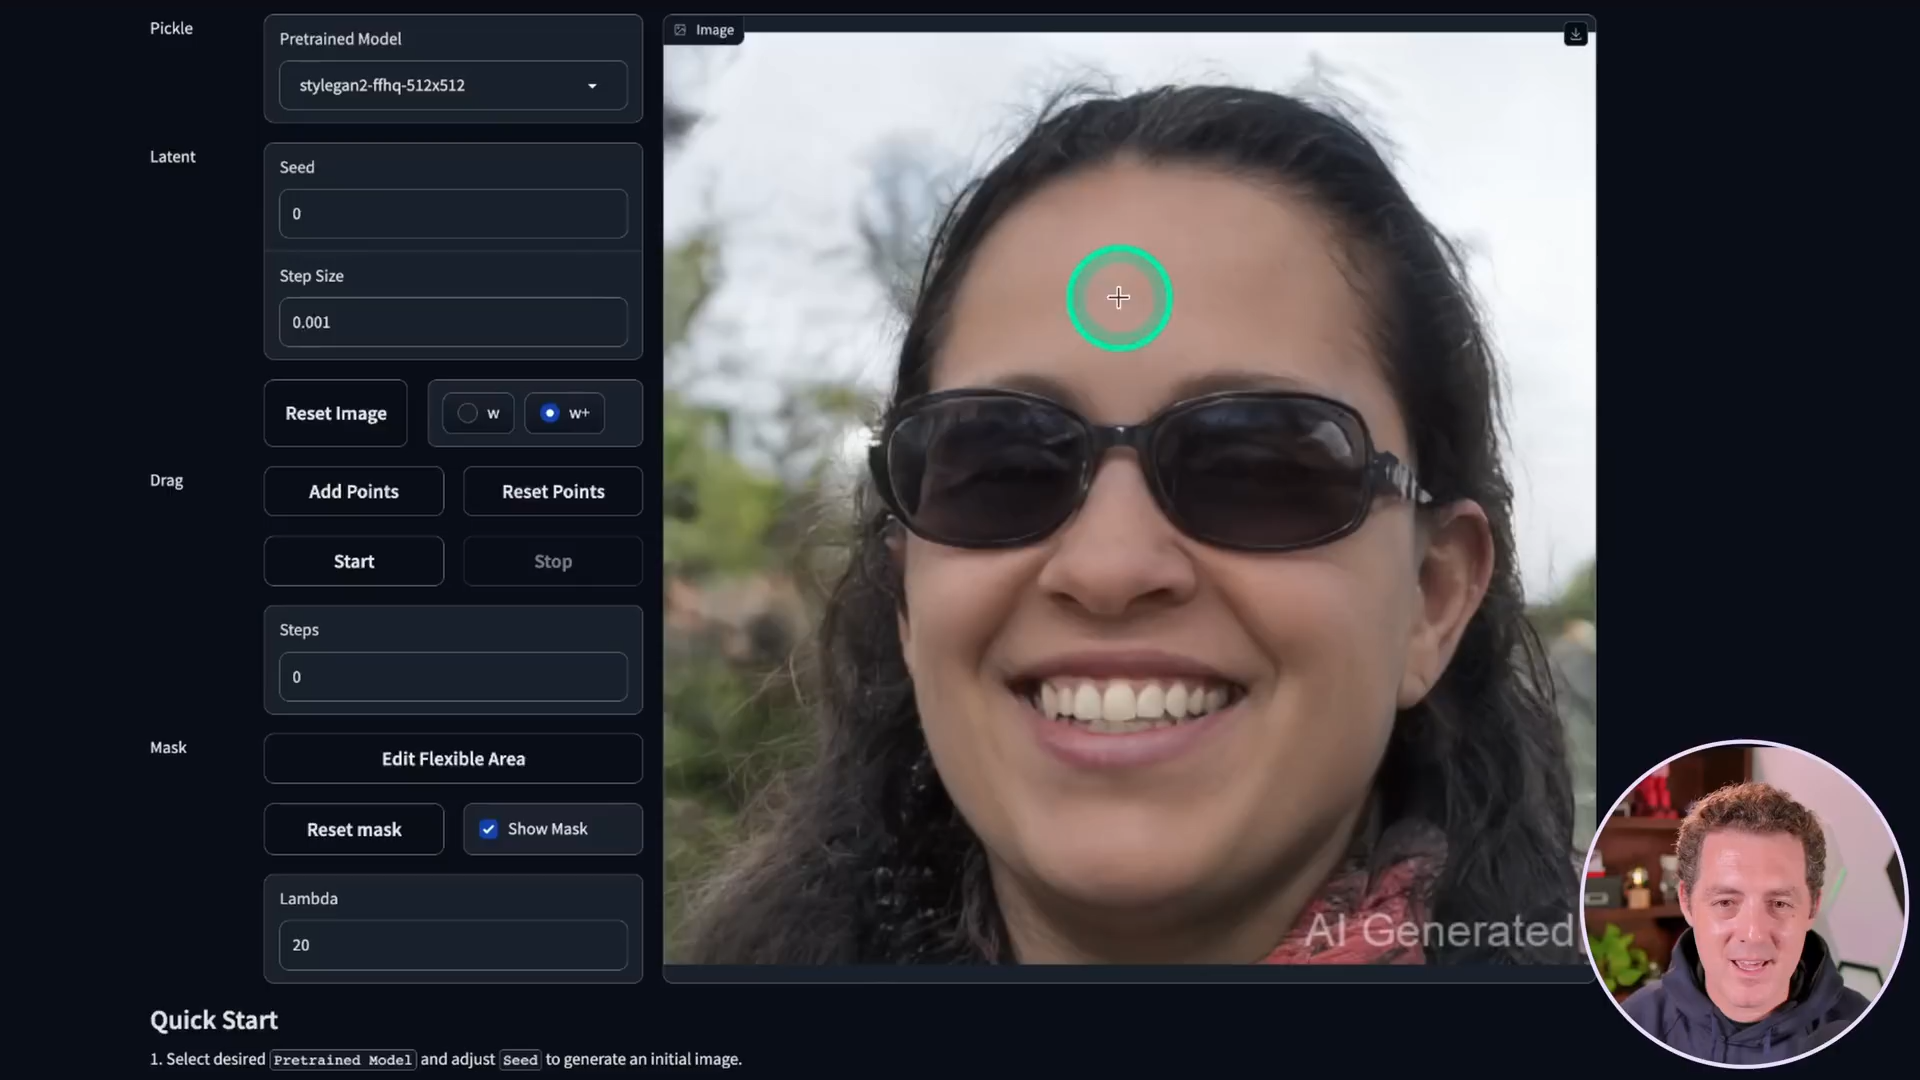 Pickle
Pretrained Model
stylegan2-ffhq-512x512
Image
Latent
Seed
0
Step Size
0.001
Reset Image
w
w+
Drag
Add Points
Reset Points
Start
Stop
Steps
0
Mask
Edit Flexible Area
Reset mask
Show Mask
Lambda
20
AI Generated
Quick Start
1. Select desired Pretrained Model and adjust Seed to generate an initial image.